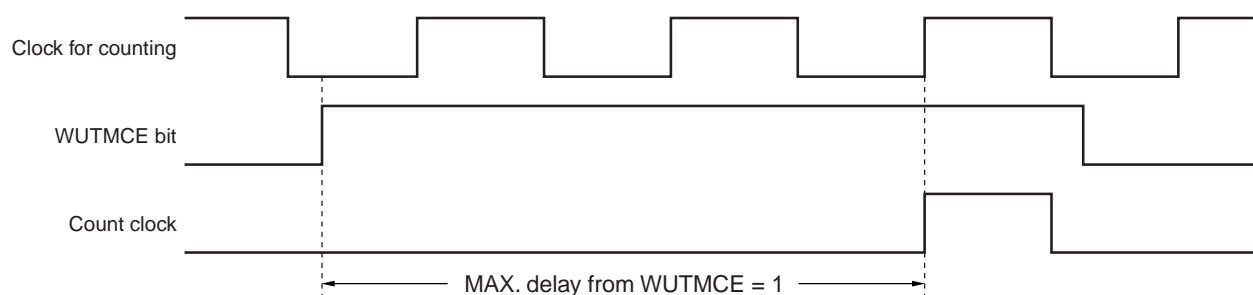 Clock for counting
WUTMCE bit
Count clock
MAX. delay from WUTMCE = 1